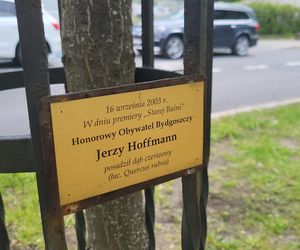 16 września 2003 r.
W dniu premiery „Starej Baśni”
Honorowy Obywatel Bydgoszczy
Jerzy Hoffmann
posadził dąb czerwony
(łac. Quercus rubra)